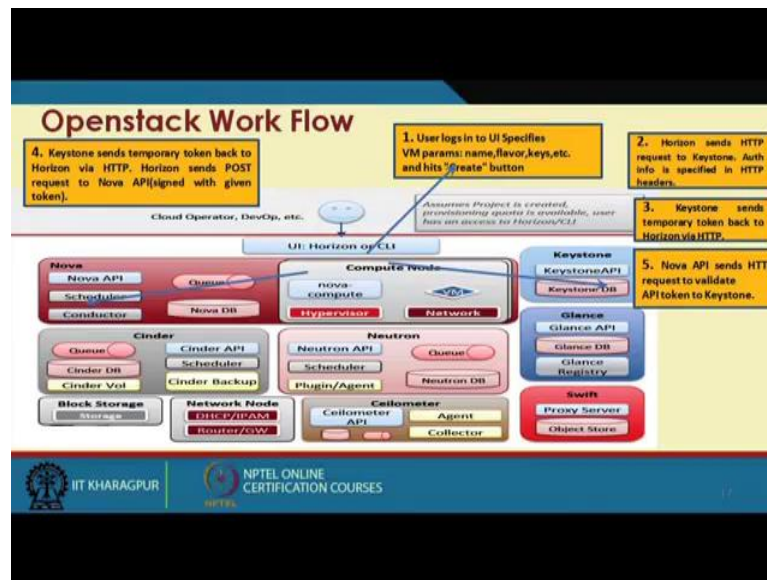 Openstack Work Flow
4. Keystone sends temporary token back to
Horizon via HTTP. Horizon sends POST
request to Nova API(signed with given
token).
1. User logs in to UI Specifies
VM params: name,flavor,keys,etc.
and hits "Create" button
2. Horizon sends HTTP
request to Keystone. Auth
info is specified in HTTP
headers.
3. Keystone sends
temporary token back to
Horizon via HTTP.
5. Nova API sends HTT
request to validate
API token to Keystone.
Cloud Operator, DevOp, etc.
Assumes Project is created,
provisioning quota is available, user
has an access to Horizon/CLI
UI: Horizon or CLI
Nova
Nova API
Scheduler
Conductor
Queue
Nova DB
Compute Node
nova-
compute
Hypervisor
VM
Network
Keystone
KeystoneAPI
Keystone DB
Cinder
Queue
Cinder DB
Cinder Vol
Cinder API
Scheduler
Cinder Backup
Neutron
Neutron API
Scheduler
Plugin/Agent
Queue
Neutron DB
Glance
Glance API
Glance DB
Glance
Registry
Block Storage
Storage
Network Node
DHCP/IPAM
Router/GW
Ceilometer
Ceilometer
API
Agent
Collector
Swift
Proxy Server
Object Store
IIT KHARAGPUR
NPTEL
NPTEL ONLINE
CERTIFICATION COURSES